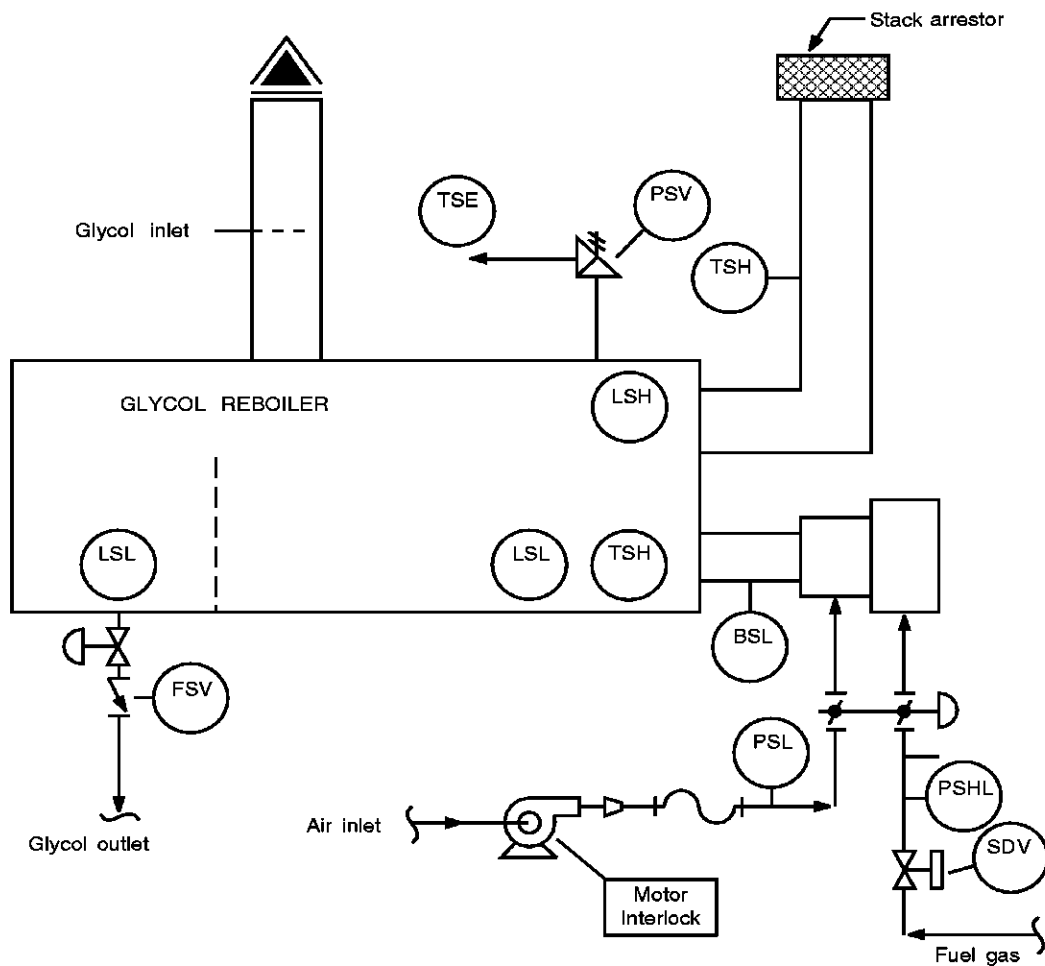 Stack arrestor
TSE
PSV
Glycol inlet
TSH
GLYCOL REBOILER
LSH
LSL
LSL
TSH
BSL
FSV
PSL
PSHL
Air inlet
Glycol outlet
SDV
Motor
Interlock
Fuel gas